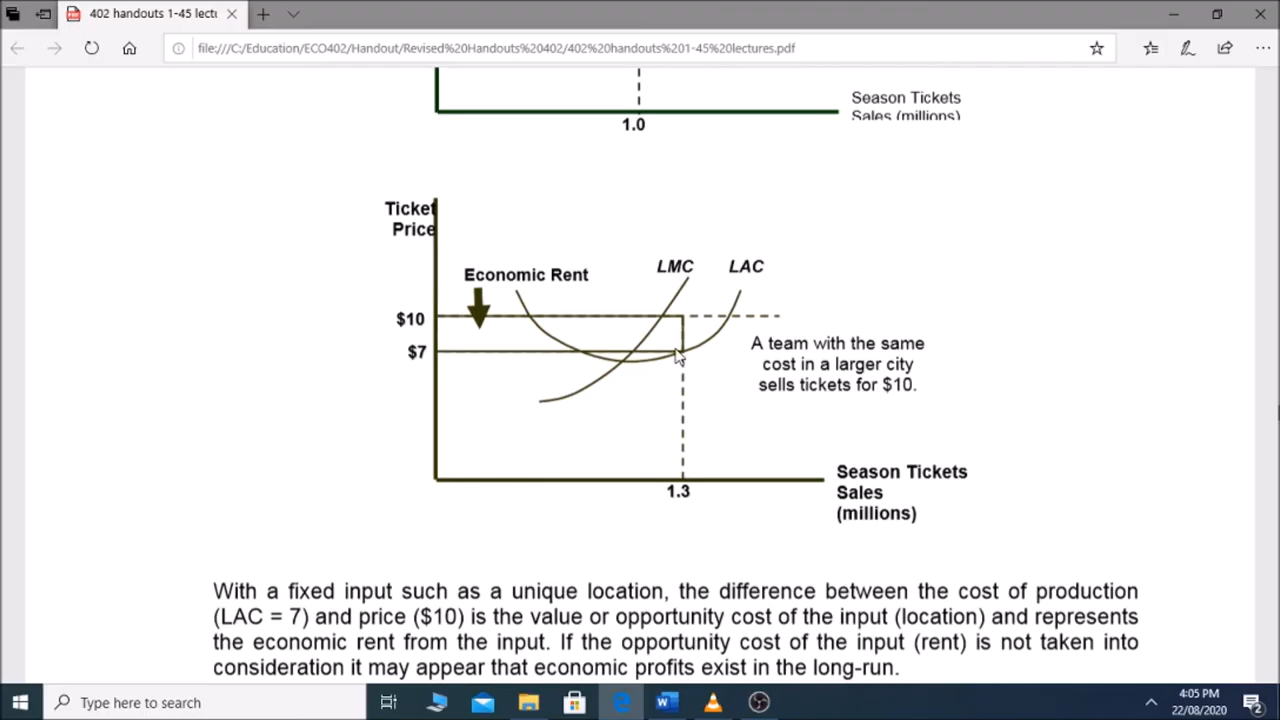 402 handouts 1-45 lectu
file:///C:/Education/ECO402/Handout/Revised%20Handouts%20402/402%20handouts%201-45%20lectures.pdf
Season Tickets
Sales (millions)
1.0
Ticket
Price
Economic Rent
LMC
LAC
$10
$7
A team with the same
cost in a larger city
sells tickets for $10.
1.3
Season Tickets
Sales
(millions)
With a fixed input such as a unique location, the difference between the cost of production
(LAC = 7) and price ($10) is the value or opportunity cost of the input (location) and represents
the economic rent from the input. If the opportunity cost of the input (rent) is not taken into
consideration it may appear that economic profits exist in the long-run.
Type here to search
4:05 PM
22/08/2020
2